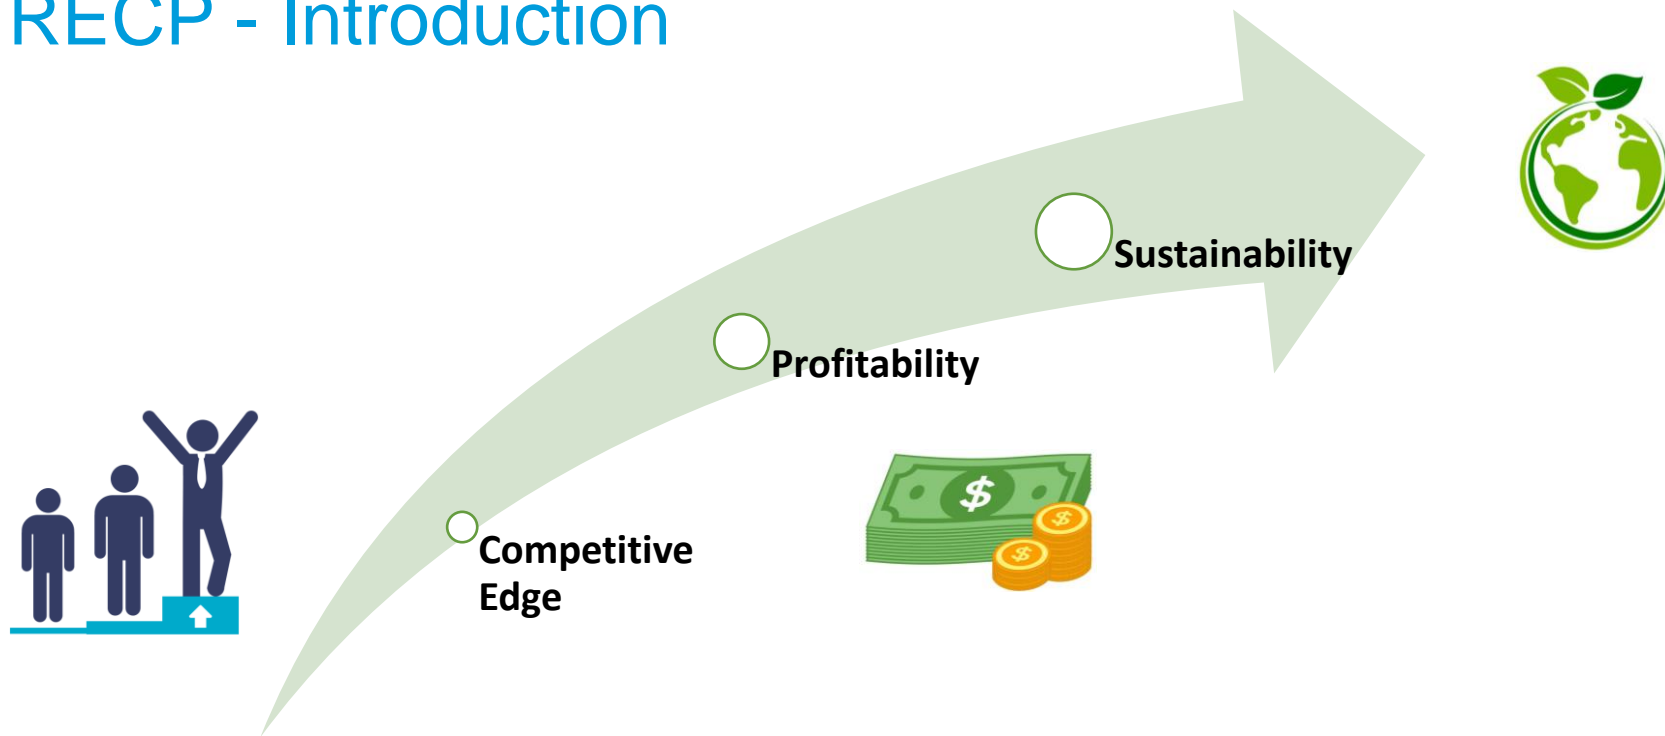 RECP - Introduction
Sustainability
Profitability
Competitive
Edge
$
$
$